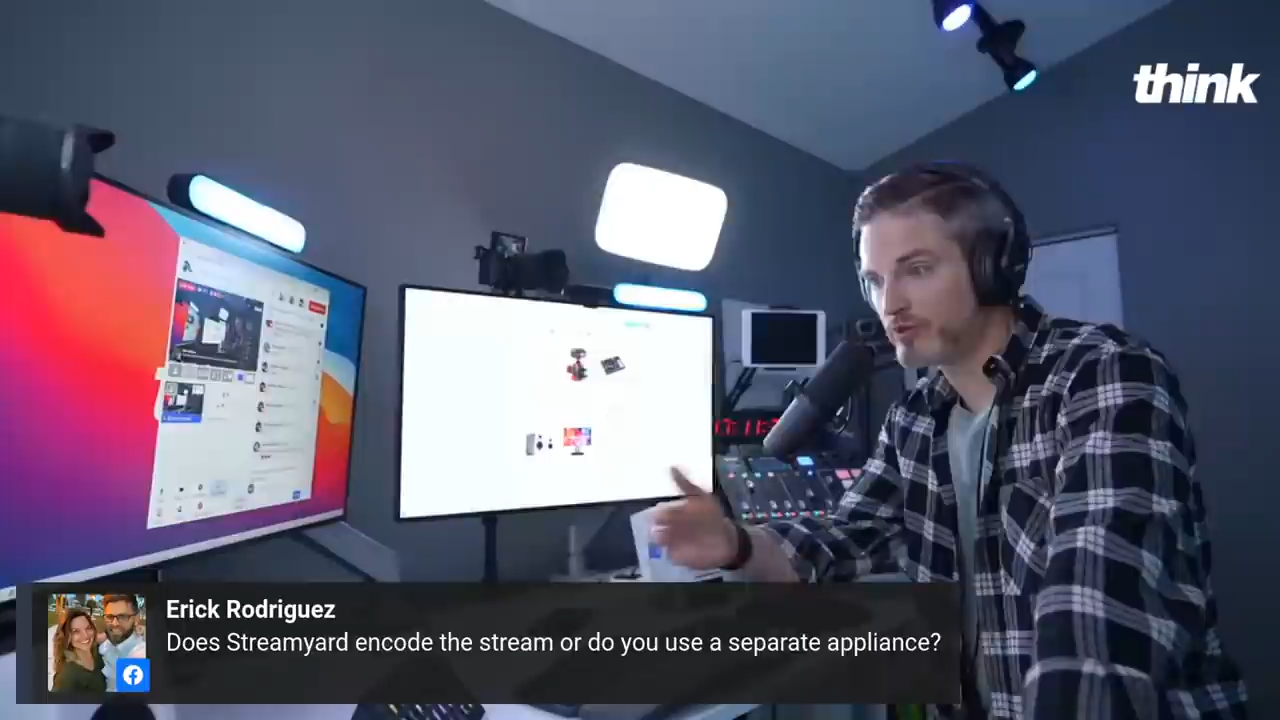 think
Erick Rodriguez
Does Streamyard encode the stream or do you use a separate appliance?